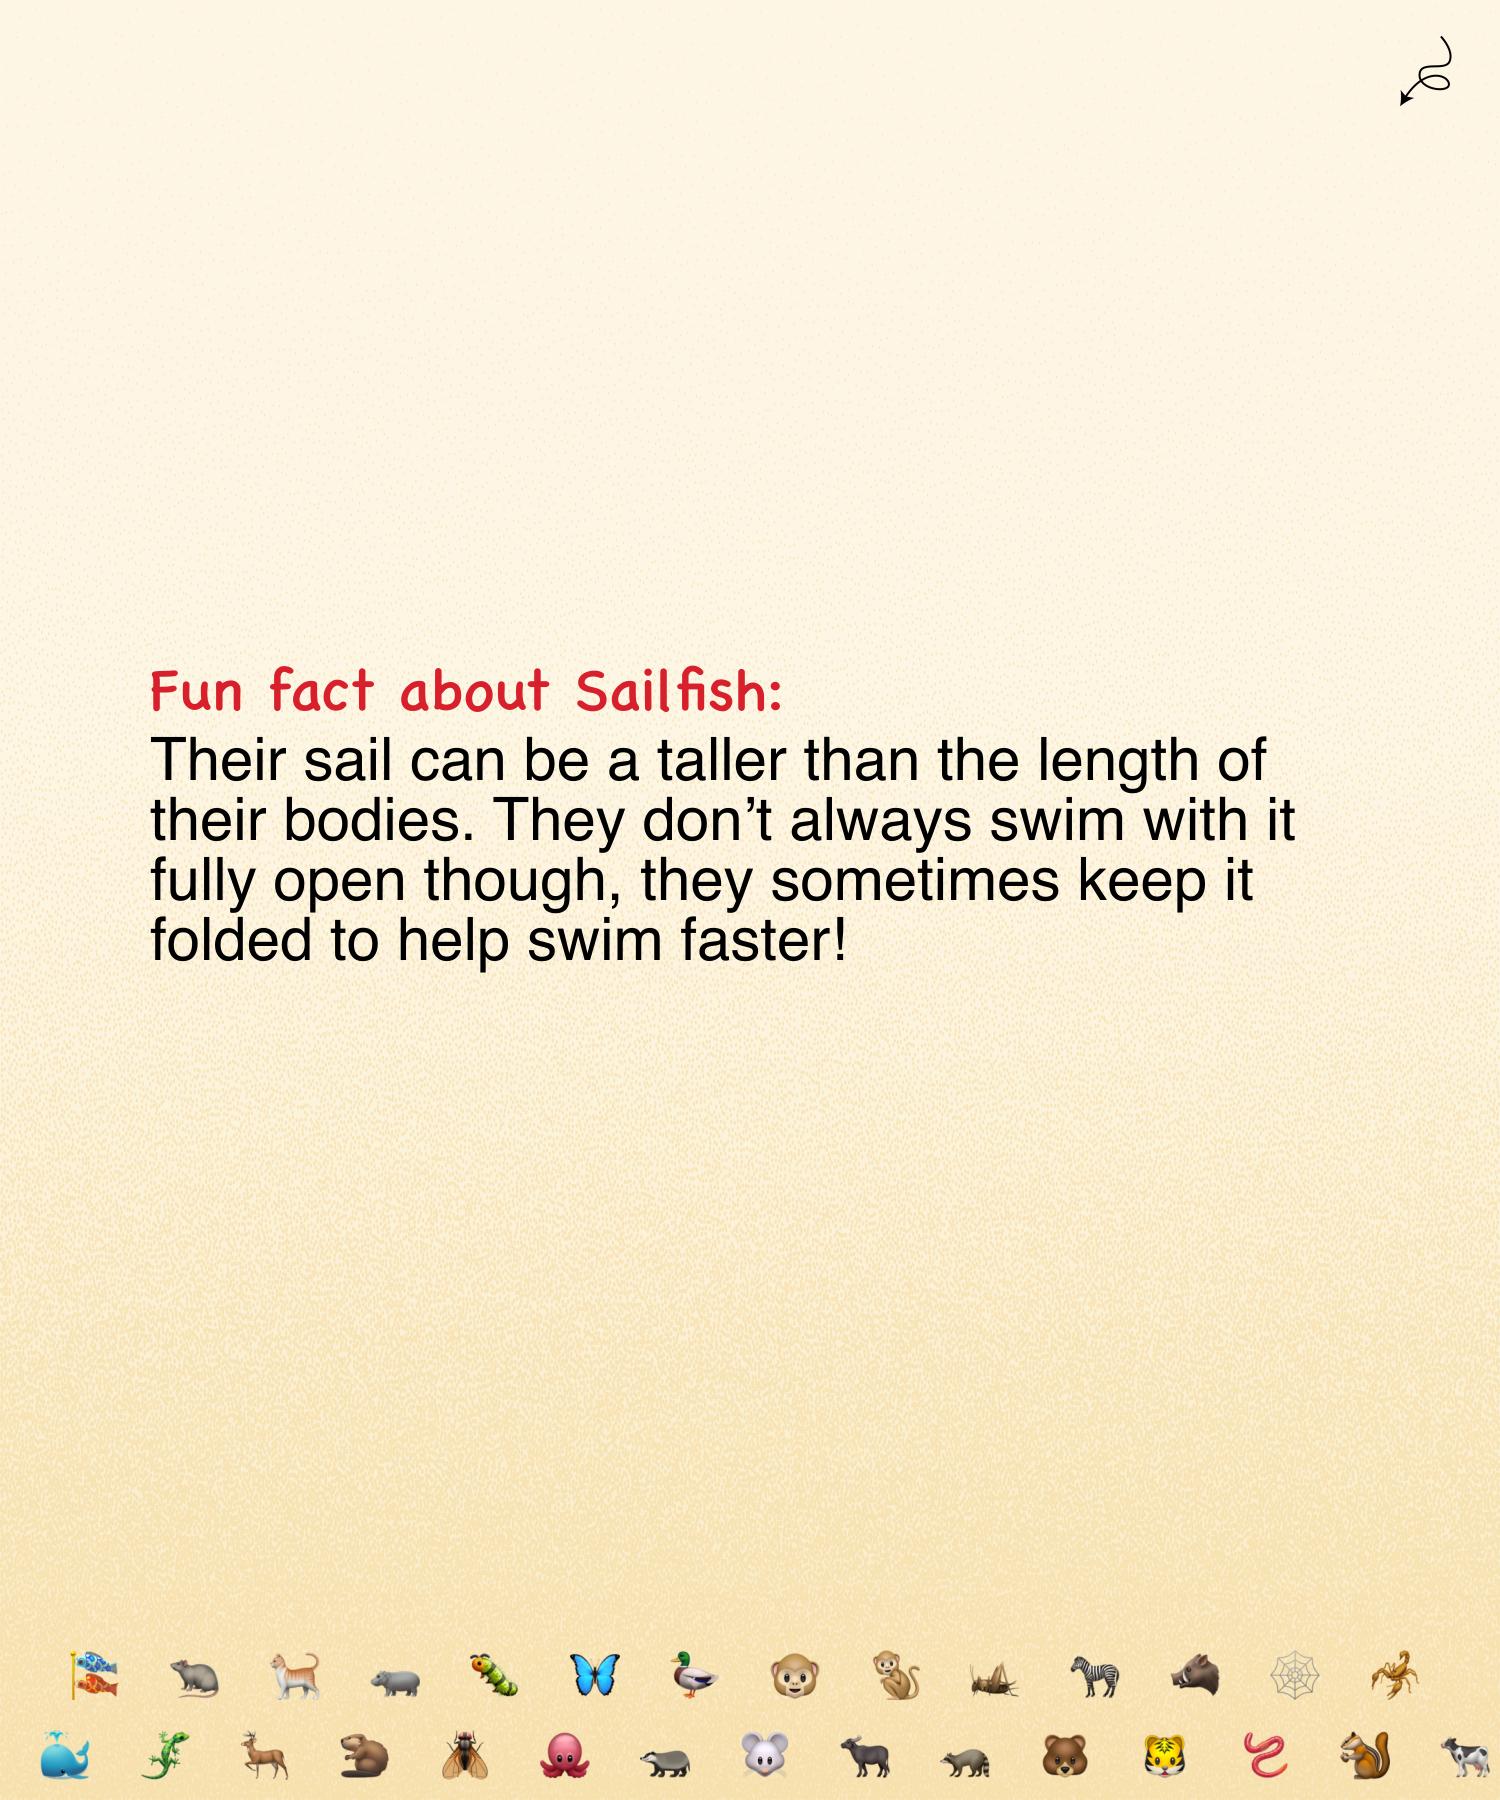 Fun fact about Sailfish:
Their sail can be a taller than the length of
their bodies. They don’t always swim with it
fully open though, they sometimes keep it
folded to help swim faster!